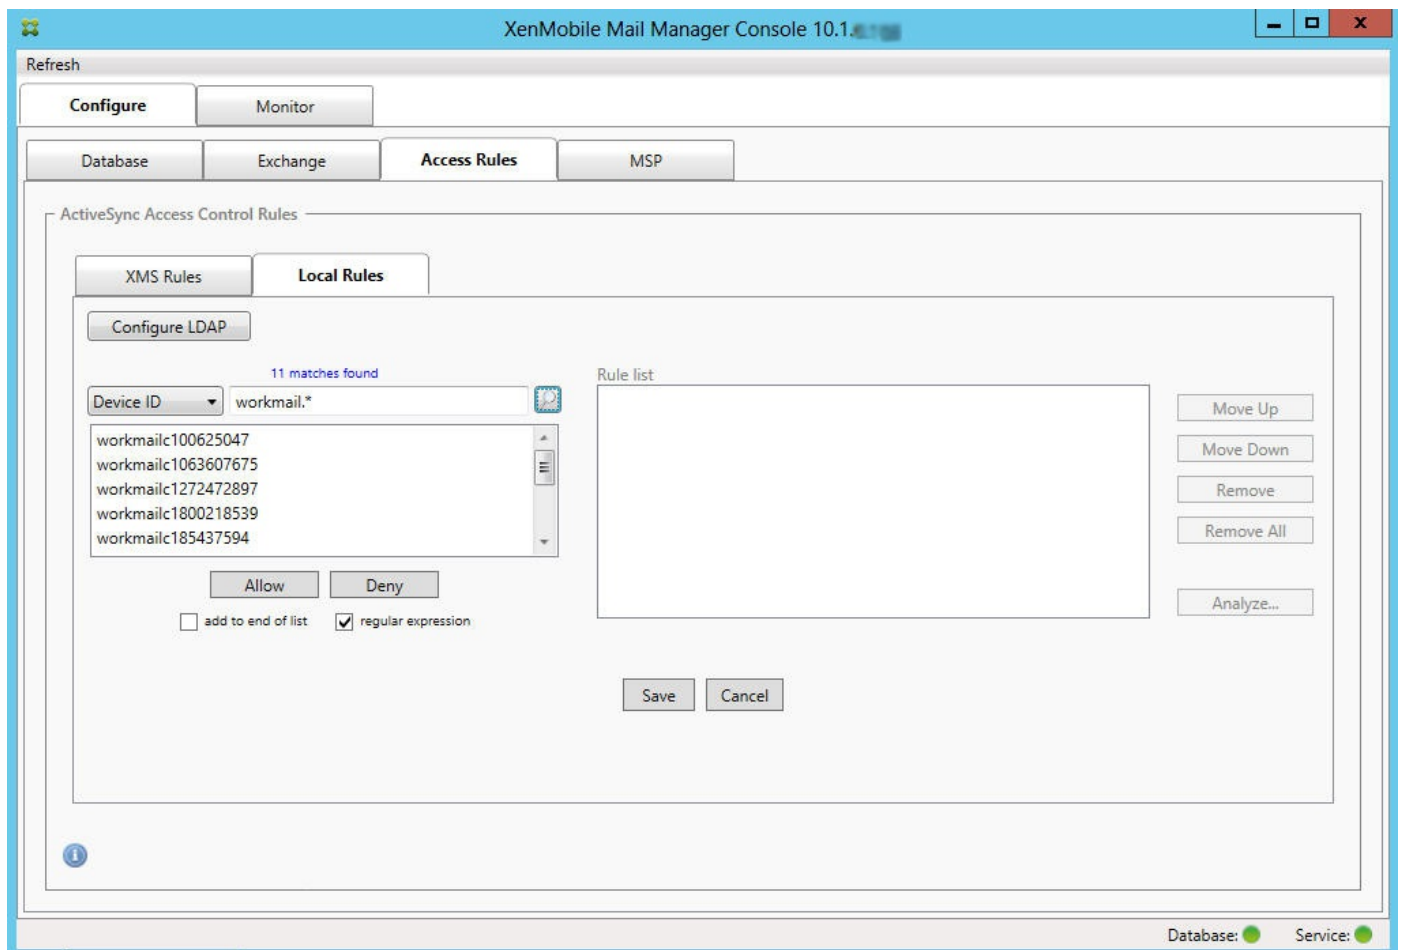 XenMobile Mail Manager Console 10.1.
Refresh
Configure
Monitor
Database
Exchange
Access Rules
MSP
ActiveSync Access Control Rules
XMS Rules
Local Rules
Configure LDAP
11 matches found
Device ID
workmail.*
workmailc100625047
workmailc1063607675
workmailc1272472897
workmailc1800218539
workmailc185437594
Allow
Deny
add to end of list
regular expression
Rule list
Move Up
Move Down
Remove
Remove All
Analyze...
Save
Cancel
Database:
Service: